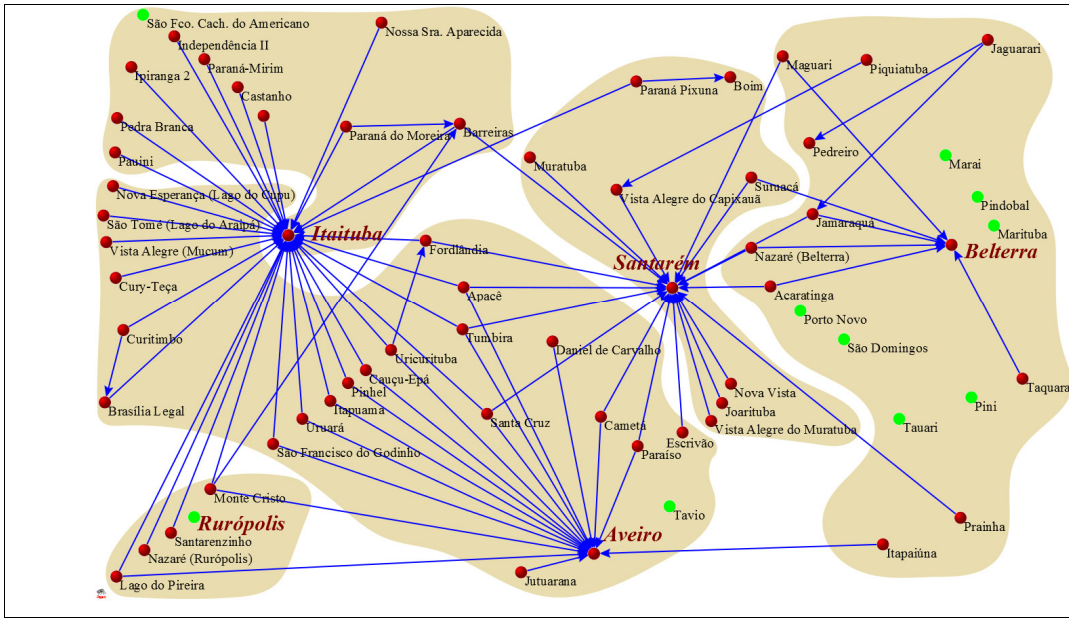 São Fco. Cach. do Americano
Nossa Sra. Aparecida
Independência II
Paraná-Mirim
Ipiranga 2
Castanho
Pedra Branca
Paraná do Moreira
Barreiras
Pauini
Nova Esperança (Lago do Cupu)
São Tomé (Lago do Araipá)
Vista Alegre (Mucum)
Itaituba
Cury-Teça
Curitimbo
Brasília Legal
Jaguarari
Maguari
Piquiatuba
Boim
Paraná Pixuna
Pedreiro
Marai
Muratuba
Suruacá
Vista Alegre do Capixauã
Pindobal
Jamaraquá
Marituba
Fordlândia
Santarém
Nazaré (Belterra)
Belterra
Apacê
Acaratinga
Porto Novo
Tumbira
Daniel de Carvalho
São Domingos
Uricurituba
Cauçu-Epá
Pinhel
Nova Vista
Taquara
Itapuama
Joarituba
Pini
Uruará
Santa Cruz
Cametá
Vista Alegre do Muratuba
Tauari
São Francisco do Godinho
Escrivão
Paraíso
Monte Cristo
Rurópolis
Tavio
Prainha
Santarenzinho
Aveiro
Nazaré (Rurópolis)
Itapaiúna
Lago do Pireira
Jutuarana